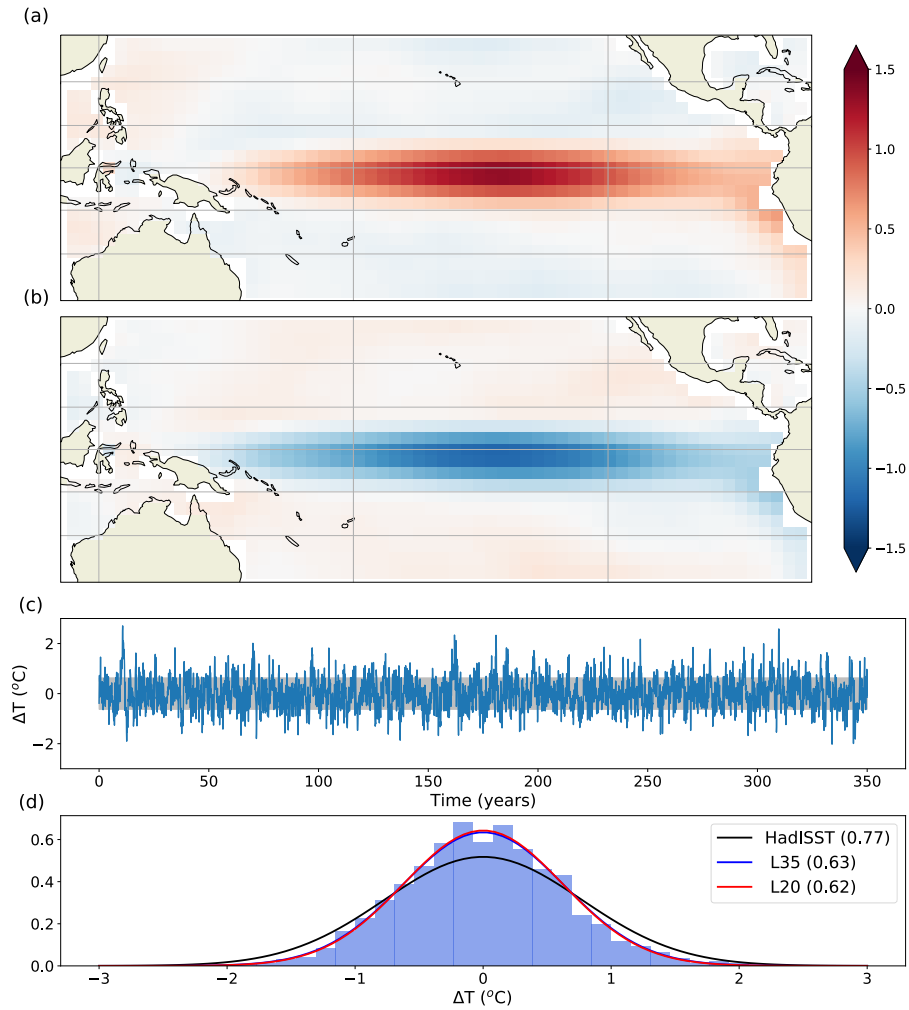 (a)
1.5
1.0
0.5
0.0
−0.5
−1.0
−1.5
(b)
(c)
ΔT (°C)
2
0
−2
0 50 100 150 200 250 300 350
Time (years)
(d)
0.6
0.4
0.2
0.0
HadISST (0.77)
L35 (0.63)
L20 (0.62)
−3 −2 −1 0 1 2 3
ΔT (°C)